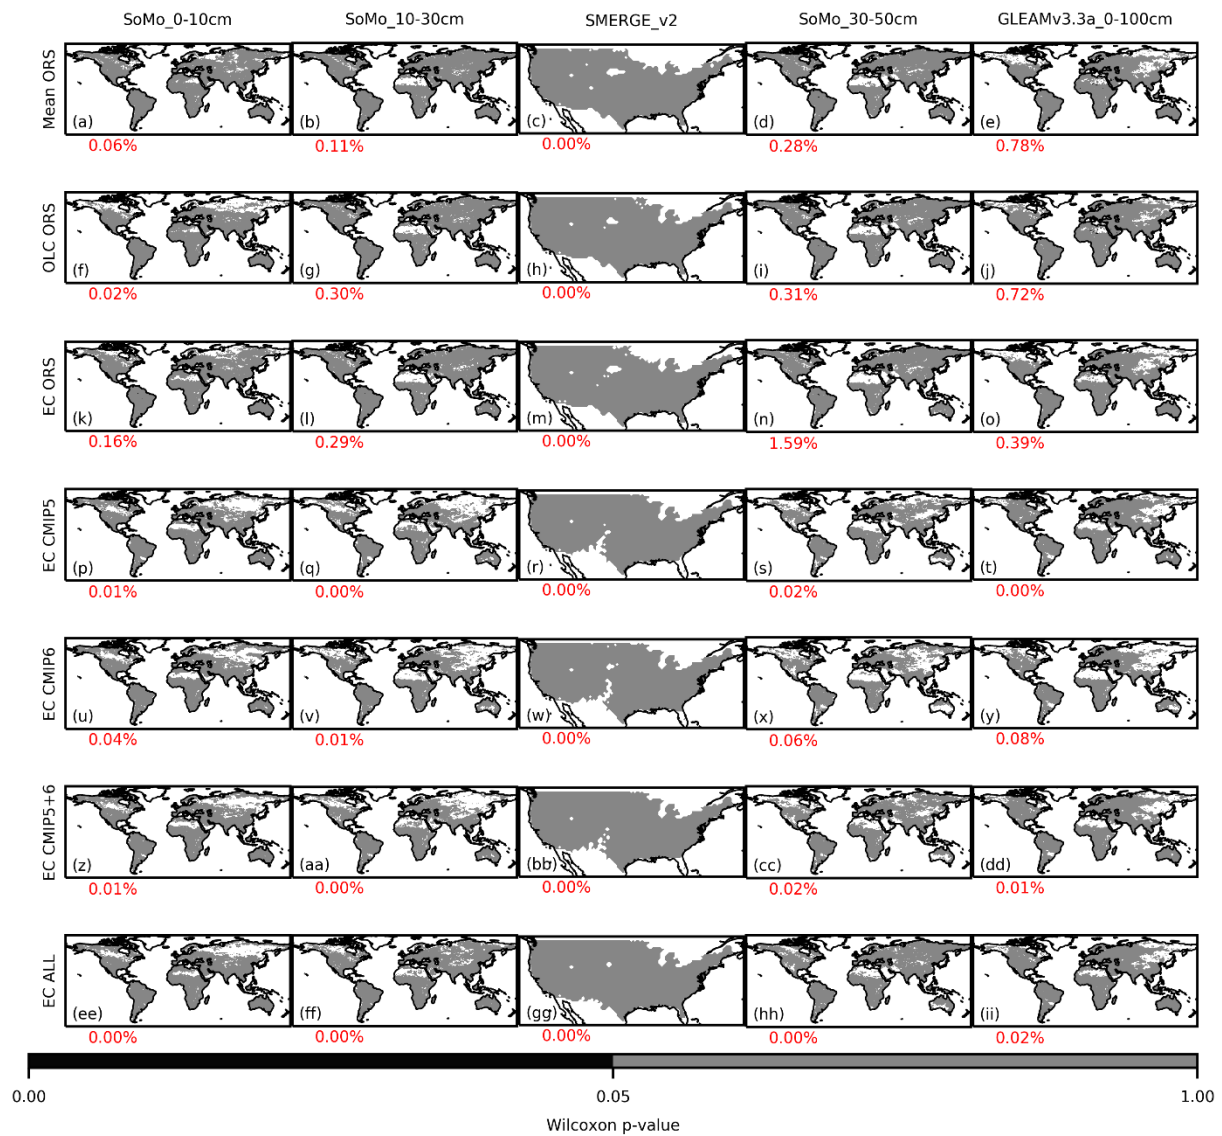 SoMo_0-10cm SoMo_10-30cm SMERGE_v2 SoMo_30-50cm GLEAMv3.3a_0-100cm
Mean ORS
(a) (b) (c) (d) (e)
0.06% 0.11% 0.00% 0.28% 0.78%
OLC ORS
(f) (g) (h) (i) (j)
0.02% 0.30% 0.00% 0.31% 0.72%
EC ORS
(k) (l) (m) (n) (o)
0.16% 0.29% 0.00% 1.59% 0.39%
EC CMIP5
(p) (q) (r) (s) (t)
0.01% 0.00% 0.00% 0.02% 0.00%
EC CMIP6
(u) (v) (w) (x) (y)
0.04% 0.01% 0.00% 0.06% 0.08%
EC CMIP5+6
(z) (aa) (bb) (cc) (dd)
0.01% 0.00% 0.00% 0.02% 0.01%
EC ALL
(ee) (ff) (gg) (hh) (ii)
0.00% 0.00% 0.00% 0.00% 0.02%
0.00 0.05 1.00
Wilcoxon p-value